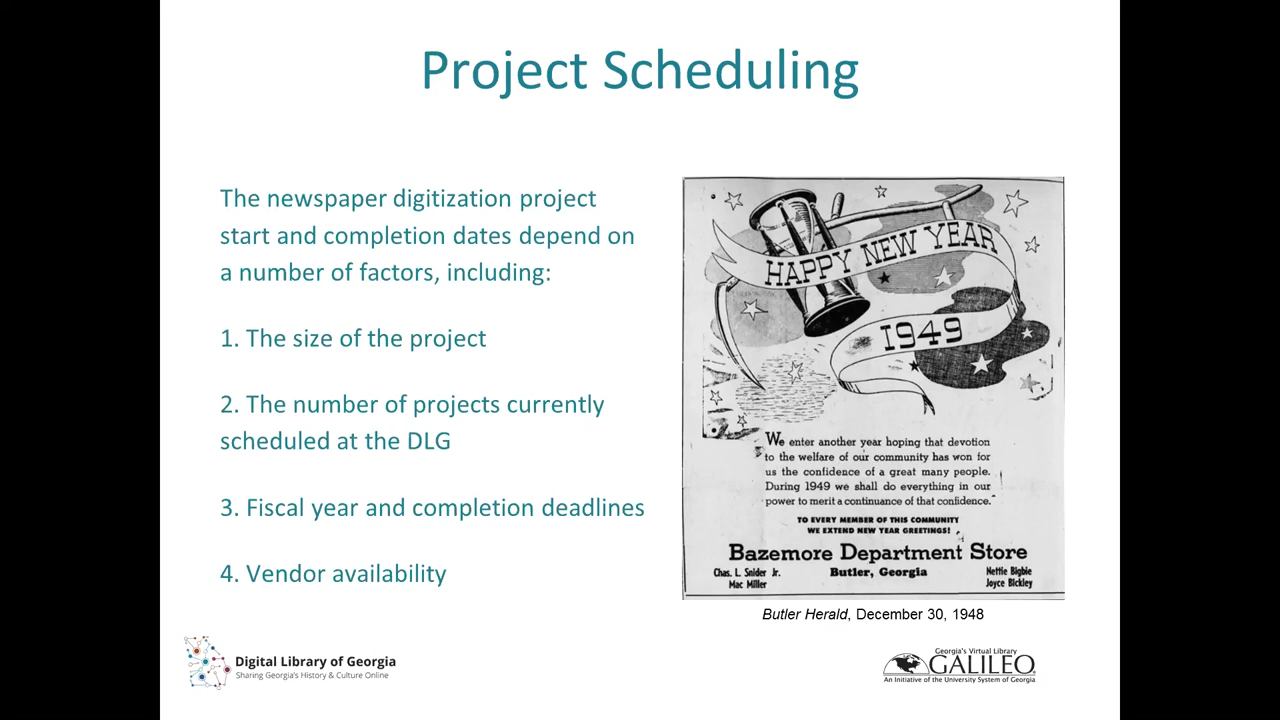 Project Scheduling
The newspaper digitization project
start and completion dates depend on
a number of factors, including:
1. The size of the project
2. The number of projects currently
scheduled at the DLG
3. Fiscal year and completion deadlines
4. Vendor availability
HAPPY NEW YEAR
1949
We enter another year hoping that devotion
to the welfare of our community has won for
us the confidence of a great many people.
During 1949 we shall do everything in our
power to merit a continuance of that confidence.
TO EVERY MEMBER OF THIS COMMUNITY
WE EXTEND NEW YEAR GREETINGS!
Bazemore Department Store
Chas. L. Snider Jr. Butler, Georgia Nettie Bigbie
Mac Miller Joyce Bickley
Butler Herald, December 30, 1948
Digital Library of Georgia
Sharing Georgia's History & Culture Online
Georgia's Virtual Library
GALILEO
An Initiative of the University System of Georgia